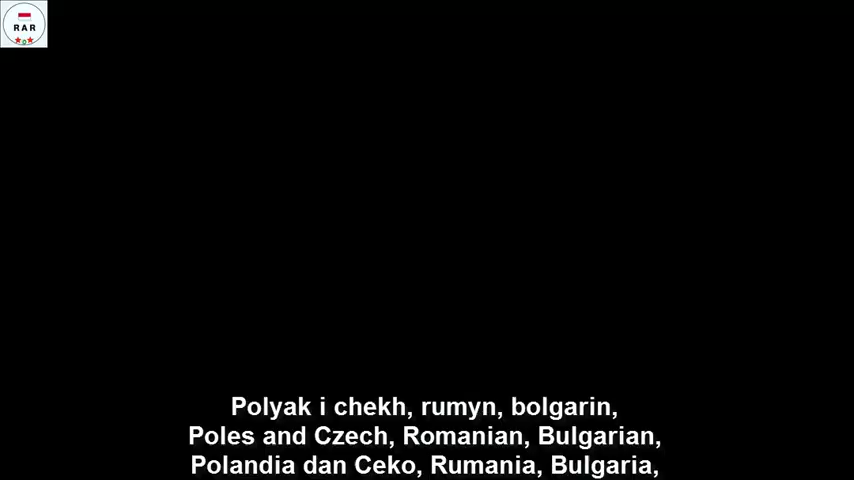 RAR
Polyak i chekh, rumyn, bolgarin,
Poles and Czech, Romanian, Bulgarian,
Polandia dan Ceko, Rumania, Bulgaria,